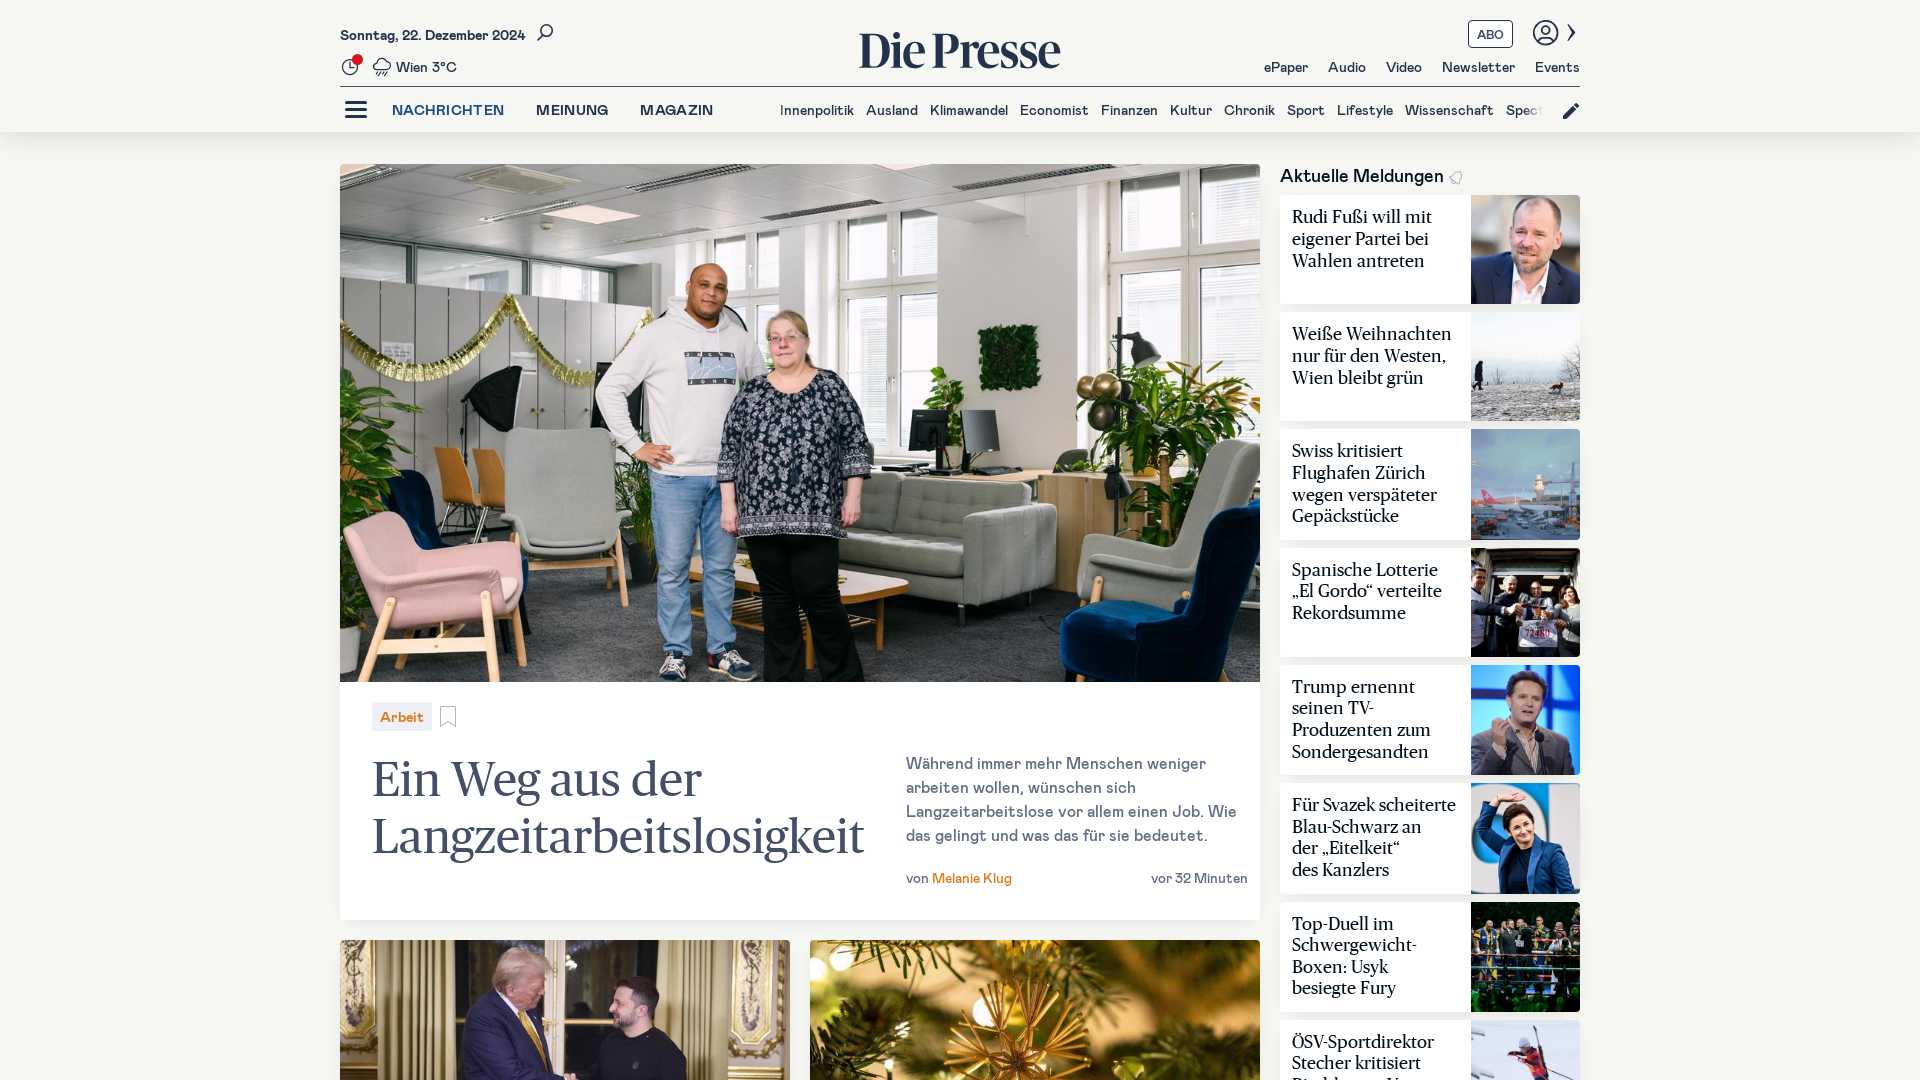 Sonntag, 22. Dezember 2024
Wien 3°C
Die Presse
ABO
ePaper Audio Video Newsletter Events
NACHRICHTEN MEINUNG MAGAZIN
Innenpolitik Ausland Klimawandel Economist Finanzen Kultur Chronik Sport Lifestyle Wissenschaft Spect
Arbeit
Ein Weg aus der
Langzeitarbeitslosigkeit
Während immer mehr Menschen weniger
arbeiten wollen, wünschen sich
Langzeitarbeitslose vor allem einen Job. Wie
das gelingt und was das für sie bedeutet.
von Melanie Klug
vor 32 Minuten
Aktuelle Meldungen
Rudi Fußi will mit
eigener Partei bei
Wahlen antreten
Weiße Weihnachten
nur für den Westen,
Wien bleibt grün
Swiss kritisiert
Flughafen Zürich
wegen verspäteter
Gepäckstücke
Spanische Lotterie
„El Gordo“ verteilte
Rekordsumme
72480
Trump ernennt
seinen TV-
Produzenten zum
Sondergesandten
Für Svazek scheiterte
Blau-Schwarz an
der „Eitelkeit“
des Kanzlers
Top-Duell im
Schwergewicht-
Boxen: Usyk
besiegte Fury
ÖSV-Sportdirektor
Stecher kritisiert